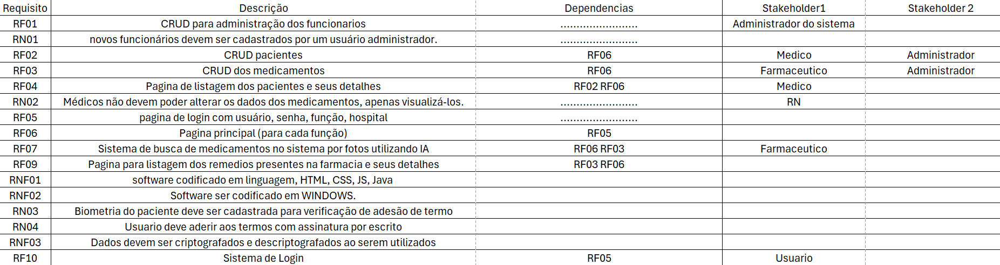 Requisito Descrição Dependencias Stakeholder1 Stakeholder 2
RF01 CRUD para administração dos funcionarios ........................ Administrador do sistema
RN01 novos funcionários devem ser cadastrados por um usuário administrador. ........................
RF02 CRUD pacientes RF06 Medico Administrador
RF03 CRUD dos medicamentos RF06 Farmaceutico Administrador
RF04 Pagina de listagem dos pacientes e seus detalhes RF02 RF06 Medico
RN02 Médicos não devem poder alterar os dados dos medicamentos, apenas visualizá-los. ........................ RN
RF05 pagina de login com usuário, senha, função, hospital ........................
RF06 Pagina principal (para cada função) RF05
RF07 Sistema de busca de medicamentos no sistema por fotos utilizando IA RF06 RF03 Farmaceutico
RF09 Pagina para listagem dos remedios presentes na farmacia e seus detalhes RF03 RF06
RNF01 software codificado em linguagem, HTML, CSS, JS, Java
RNF02 Software ser codificado em WINDOWS.
RN03 Biometria do paciente deve ser cadastrada para verificação de adesão de termo
RN04 Usuario deve aderir aos termos com assinatura por escrito
RNF03 Dados devem ser criptografados e descriptografados ao serem utilizados
RF10 Sistema de Login RF05 Usuario